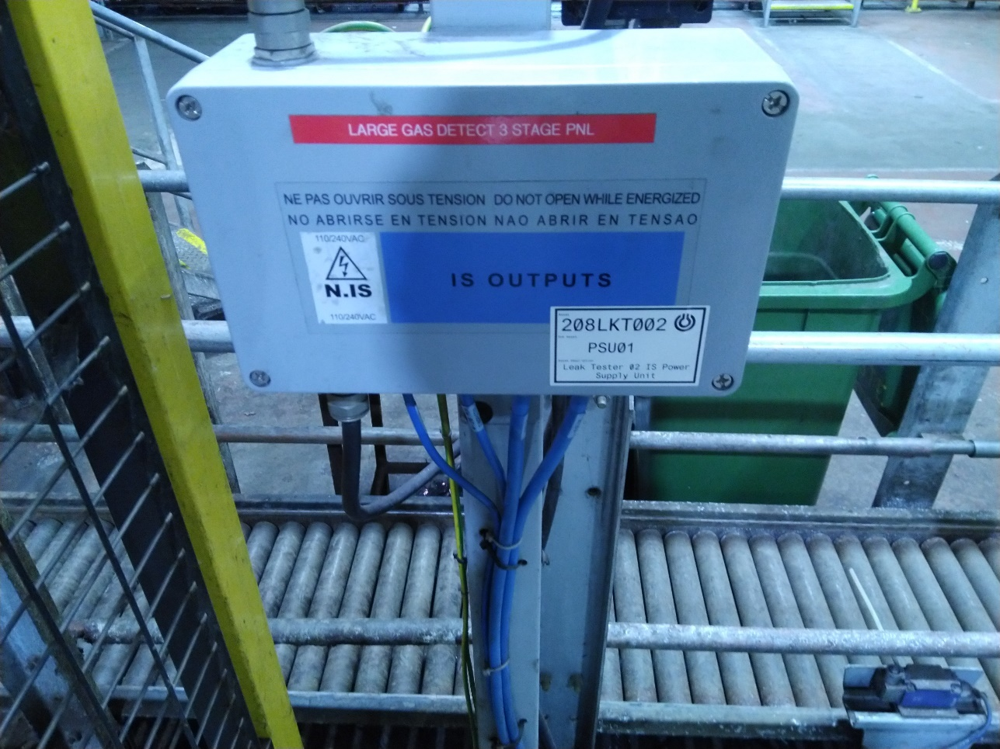 LARGE GAS DETECT 3 STAGE PNL
NE PAS OUVRIR SOUS TENSION DO NOT OPEN WHILE ENERGIZED
NO ABRIRSE EN TENSION NAO ABRIR EN TENSAO
110/240VAC
N.IS
110/240VAC
IS OUTPUTS
208LKT002
PSU01
Leak Tester 02 IS Power
Supply Unit